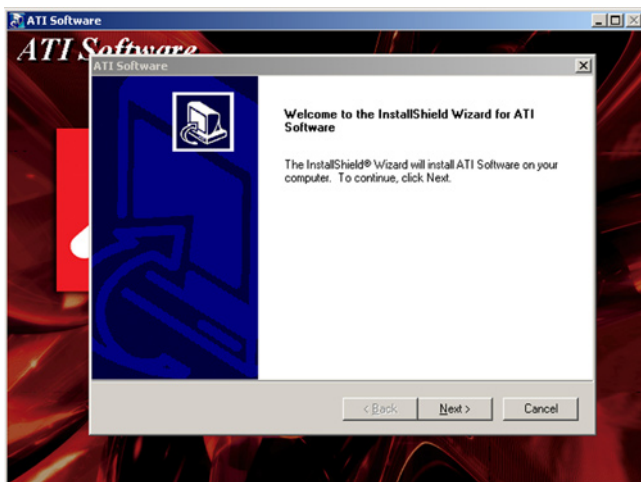 ATI Software
ATI Software
ATI Software
Welcome to the InstallShield Wizard for ATI
Software
The InstallShield® Wizard will install ATI Software on your
computer. To continue, click Next.
< Back Next > Cancel